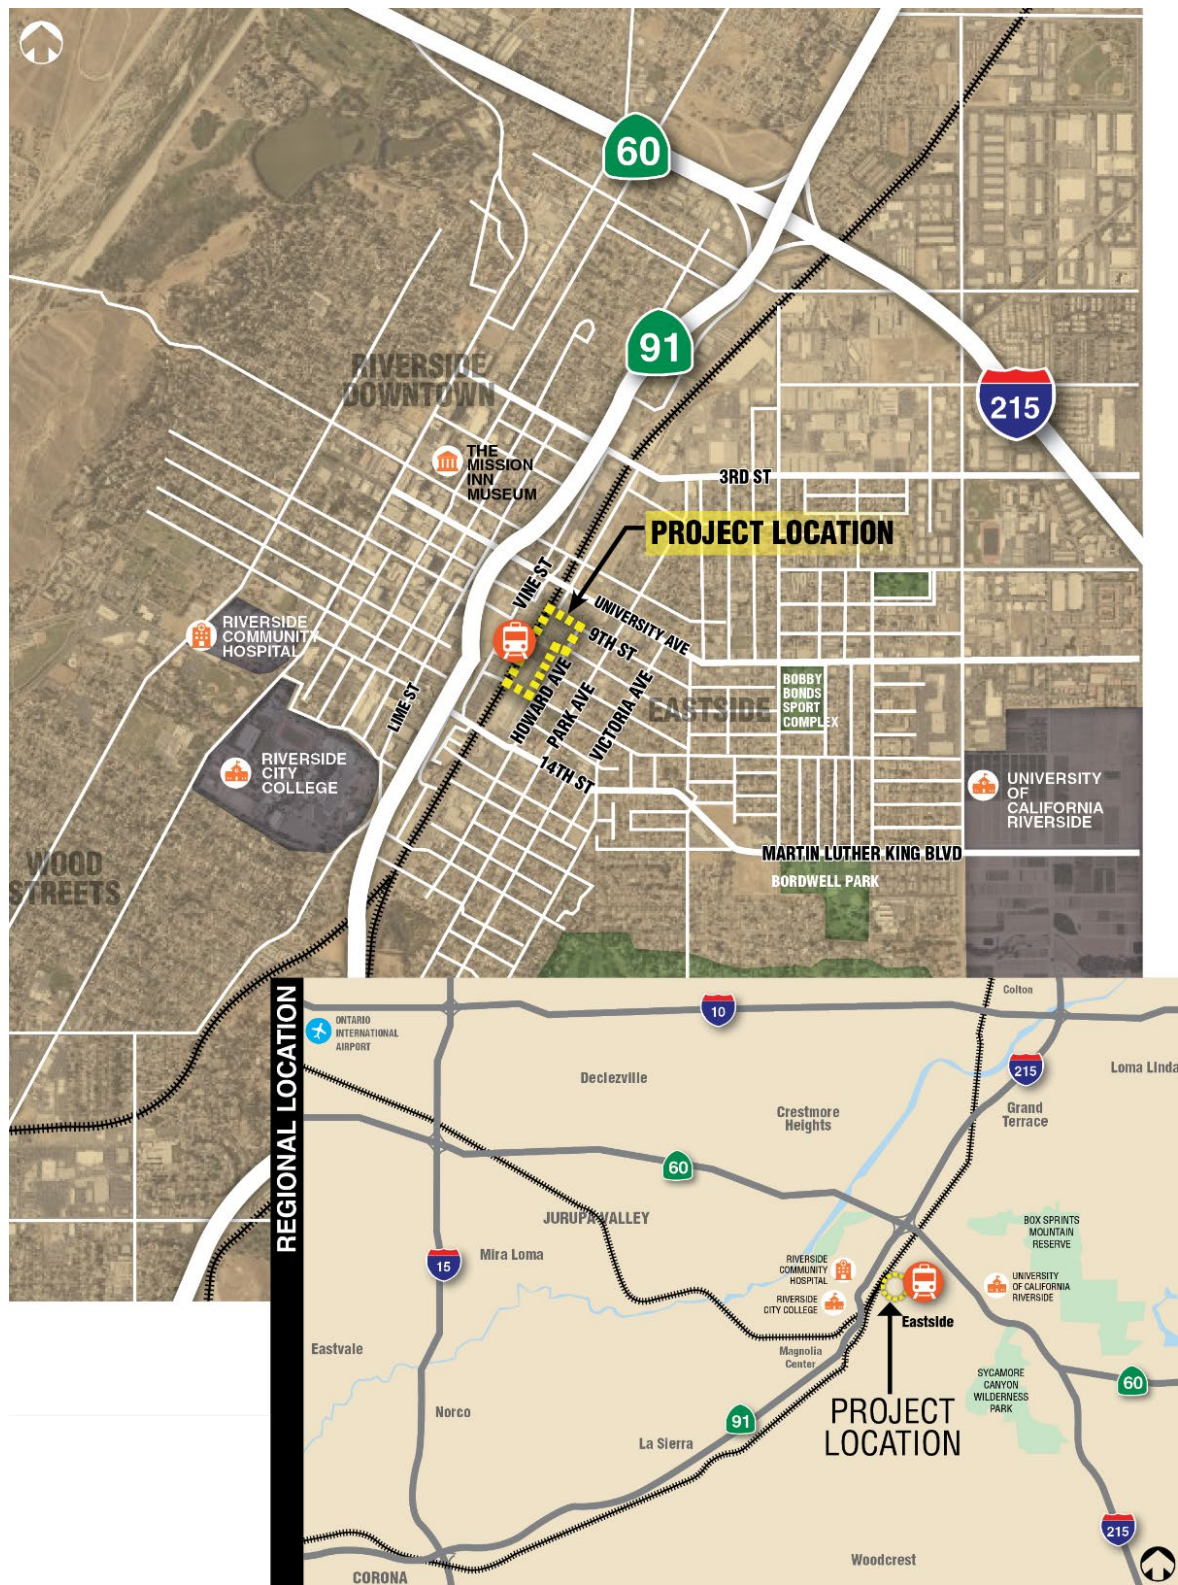 60
91
RIVERSIDE
DOWNTOWN
215
THE
MISSION
INN
MUSEUM
3RD ST
PROJECT LOCATION
VINE ST
UNIVERSITY AVE
9TH ST
RIVERSIDE
COMMUNITY
HOSPITAL
HOWARD AVE
PARK AVE
VICTORIA AVE
EASTSIDE
BOBBY
BONDS
SPORT
COMPLEX
LIME ST
14TH ST
RIVERSIDE
CITY
COLLEGE
UNIVERSITY
OF
CALIFORNIA
RIVERSIDE
WOOD
STREETS
MARTIN LUTHER KING BLVD
BORDWELL PARK
REGIONAL LOCATION
ONTARIO
INTERNATIONAL
AIRPORT
10
Colton
Declezville
215
Loma Linda
Crestmore
Heights
Grand
Terrace
60
JURUPA VALLEY
Mira Loma
15
BOX SPRINTS
MOUNTAIN
RESERVE
RIVERSIDE
COMMUNITY
HOSPITAL
RIVERSIDE
CITY COLLEGE
UNIVERSITY
OF CALIFORNIA
RIVERSIDE
Eastside
Eastvale
Magnolia
Center
SYCAMORE
CANYON
WILDERNESS
PARK
60
Norco
91
PROJECT
LOCATION
La Sierra
215
Woodcrest
CORONA